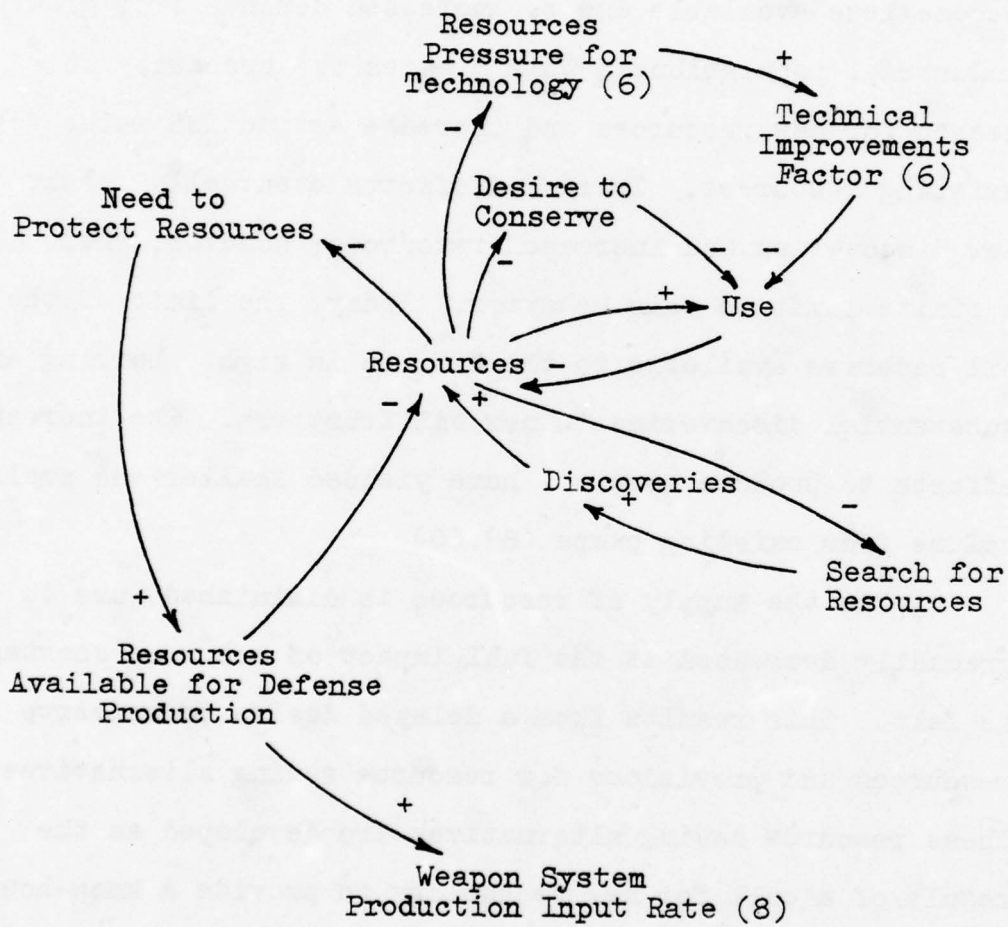 Resources
Pressure for
Technology (6)
+
Technical
Improvements
Factor (6)
-
Desire to
Conserve
-
Need to
Protect Resources
+
Use
Resources
-
-
+
Discoveries
+
-
Search for
Resources
+
Resources
Available for Defense
Production
+
Weapon System
Production Input Rate (8)